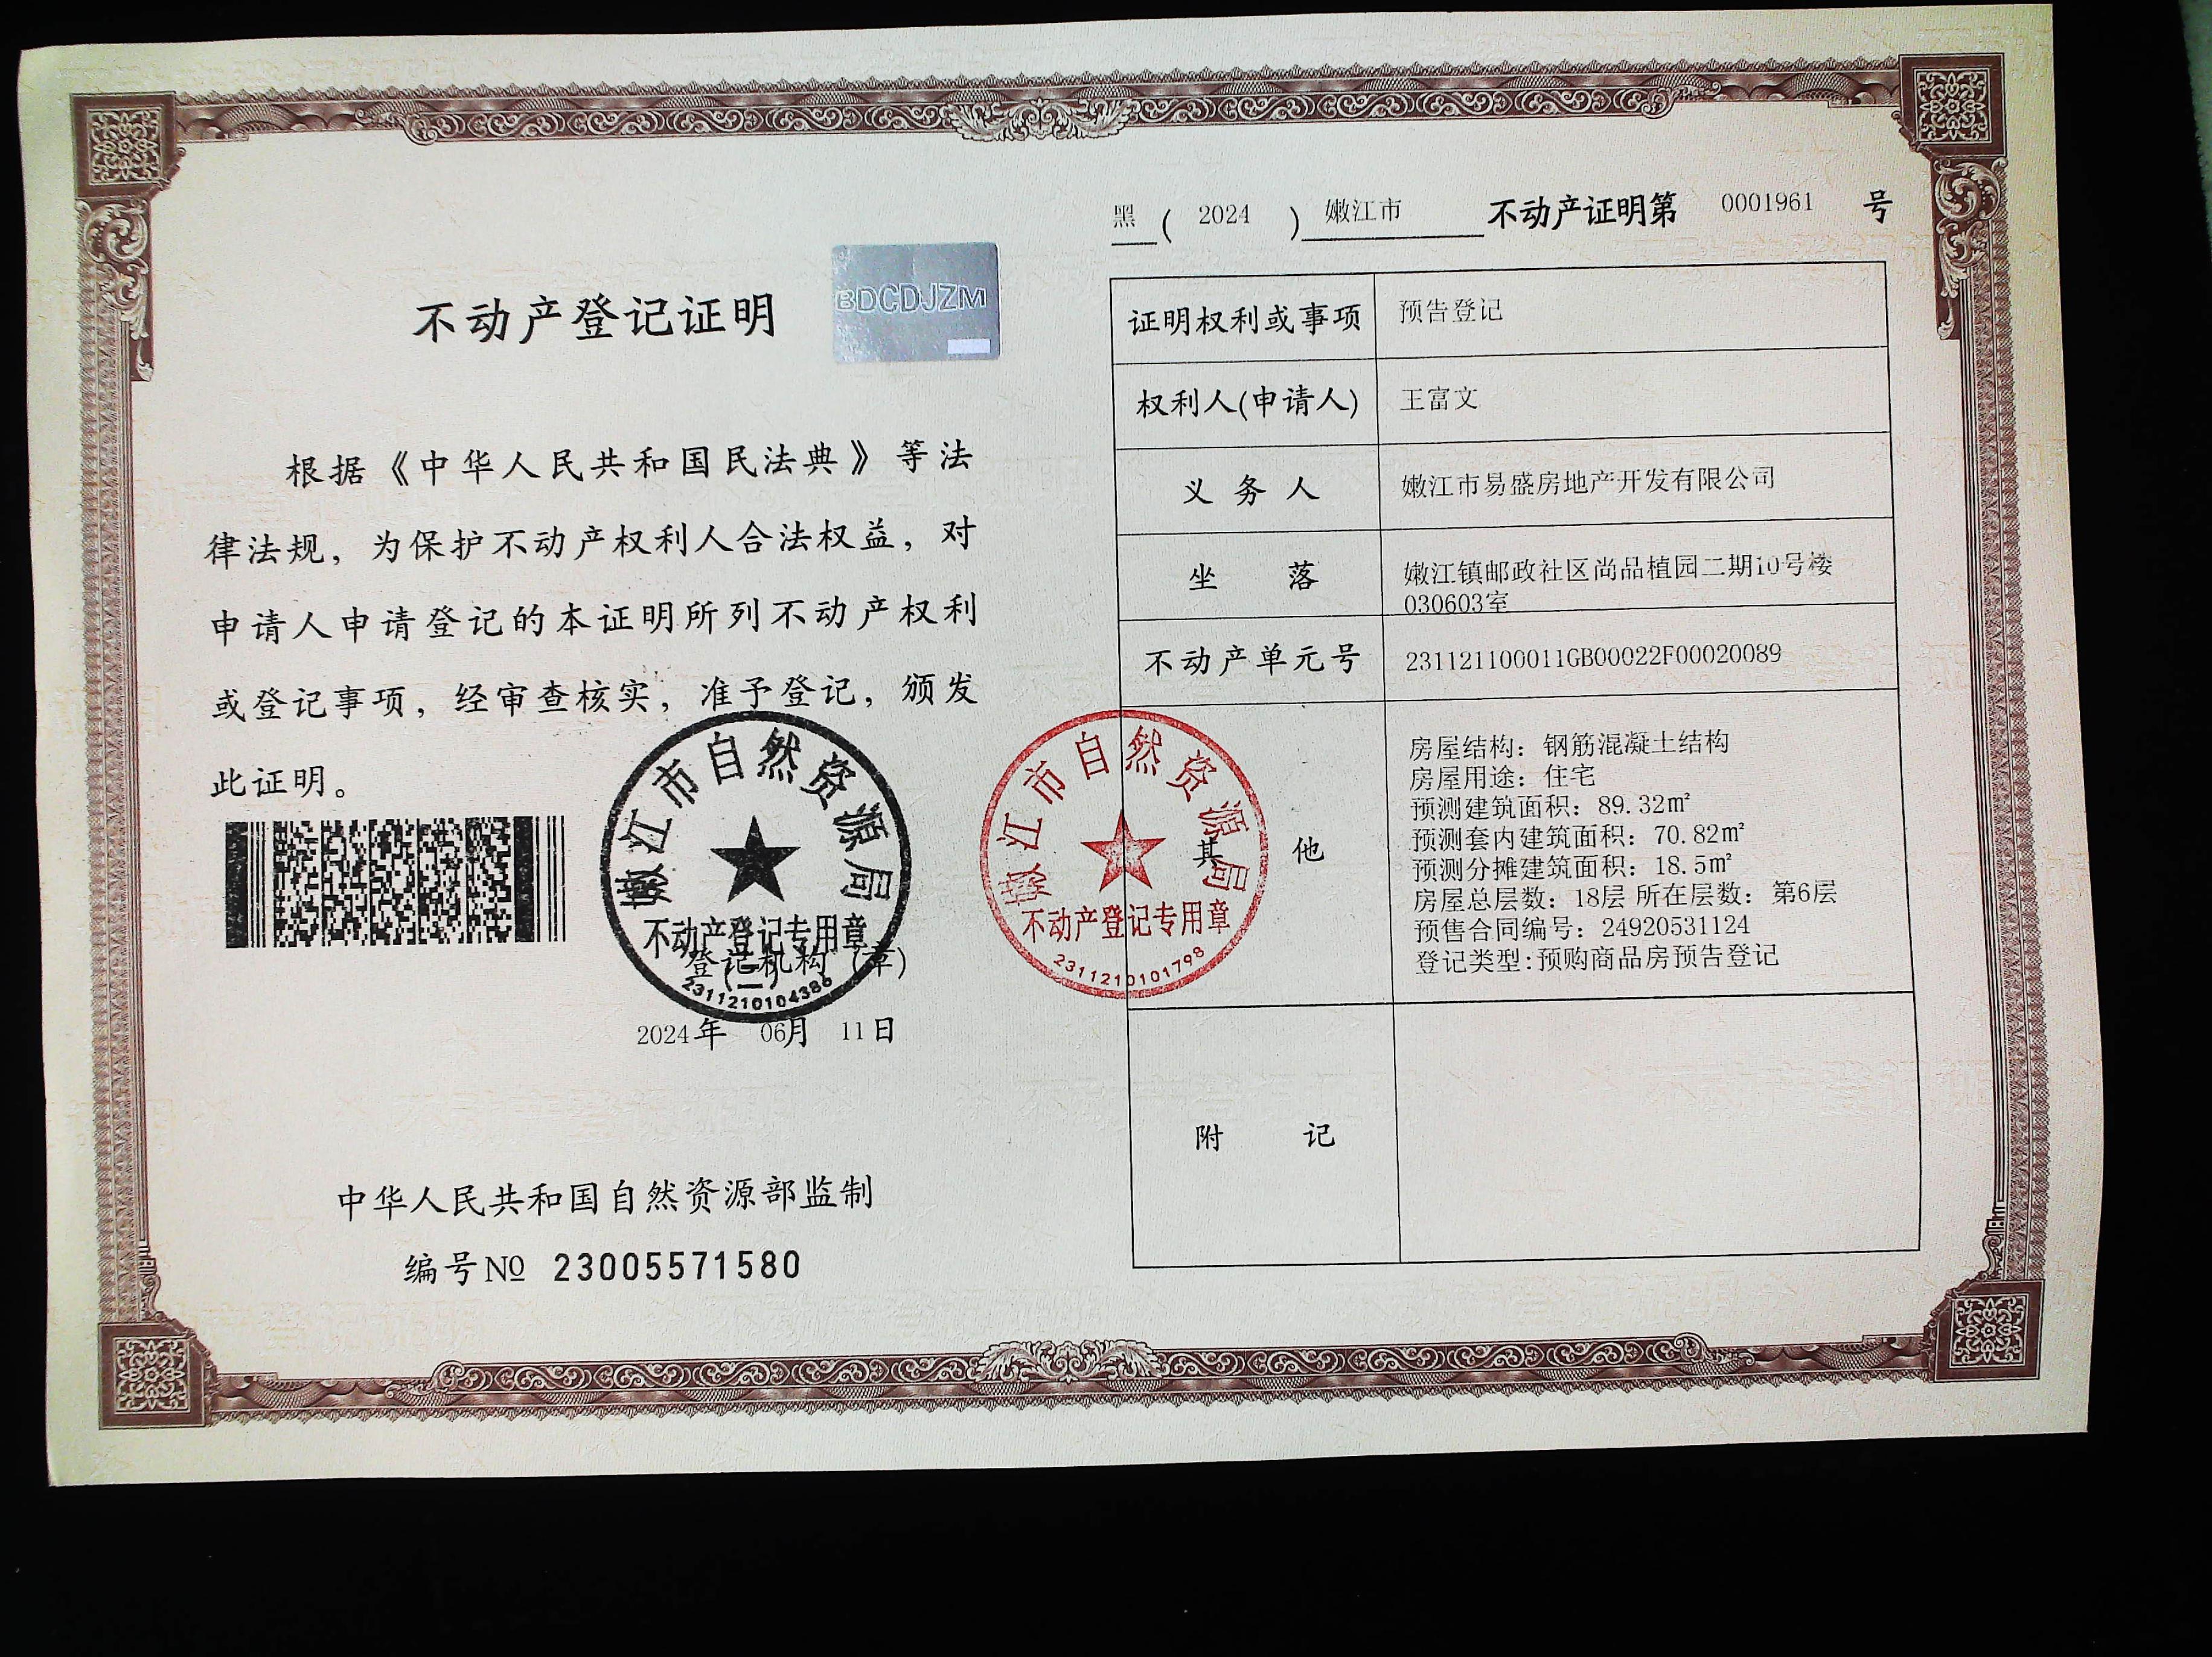 黑 ( 2024 ) 嫩江市 不动产证明第 0001961 号
不动产登记证明
BDCDJZM
根据《中华人民共和国民法典》等法
律法规，为保护不动产权利人合法权益，对
申请人申请登记的本证明所列不动产权利
或登记事项，经审查核实，准予登记，颁发
此证明。
嫩江市自然资源局
不动产登记专用章
(二)
2311210104386
登记机构（章）
2024年 06月 11日
中华人民共和国自然资源部监制
编号№ 23005571580
证明权利或事项 预告登记
权利人(申请人) 王富文
义务人 嫩江市易盛房地产开发有限公司
坐落 嫩江镇邮政社区尚品植园二期10号楼
030603室
不动产单元号 231121100011GB00022F00020089
其他
房屋结构：钢筋混凝土结构
房屋用途：住宅
预测建筑面积：89.32㎡
预测套内建筑面积：70.82㎡
预测分摊建筑面积：18.5㎡
房屋总层数：18层 所在层数：第6层
预售合同编号：24920531124
登记类型:预购商品房预告登记
嫩江市自然资源局
不动产登记专用章
2311210101798
附记